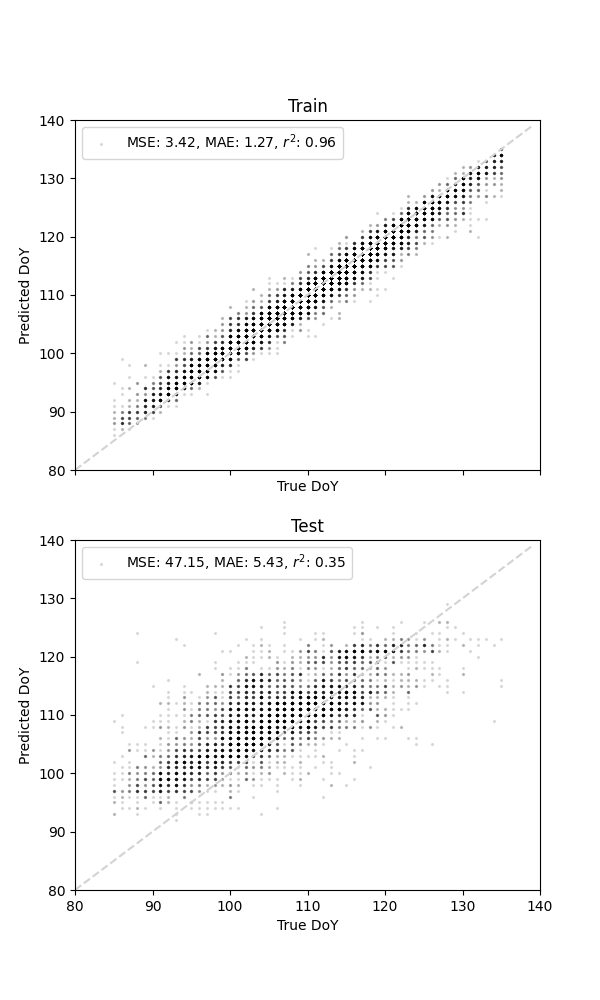 Train
MSE: 3.42, MAE: 1.27, r²: 0.96
140
130
120
110
100
90
80
Predicted DoY
True DoY
Test
MSE: 47.15, MAE: 5.43, r²: 0.35
140
130
120
110
100
90
80
Predicted DoY
80 90 100 110 120 130 140
True DoY